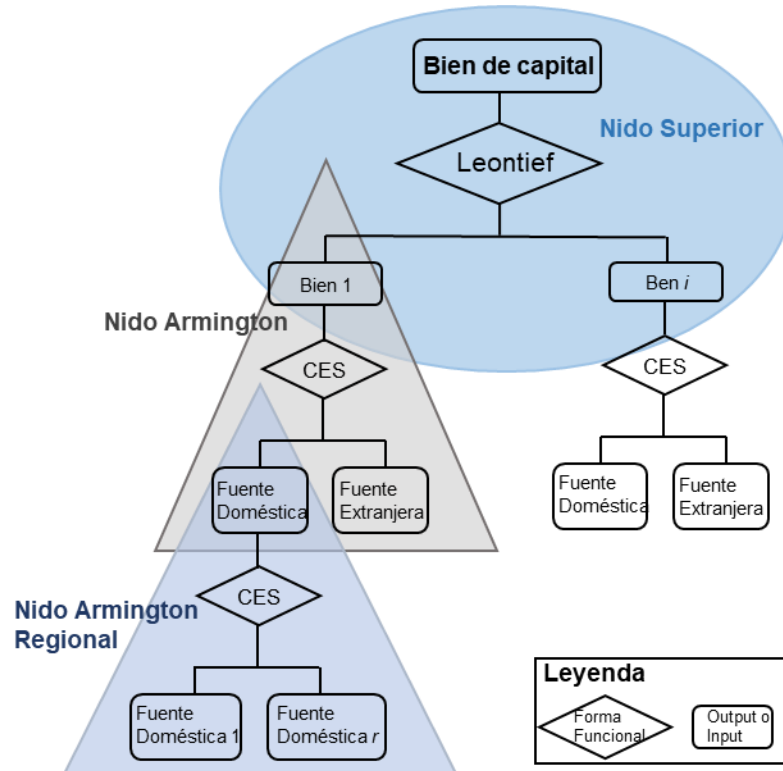 Bien de capital
Nido Superior
Leontief
Bien 1
Ben i
Nido Armington
CES
CES
Fuente
Doméstica
Fuente
Extranjera
Fuente
Doméstica
Fuente
Extranjera
CES
Nido Armington
Regional
Fuente
Doméstica 1
Fuente
Doméstica r
Leyenda
Forma
Funcional
Output o
Input